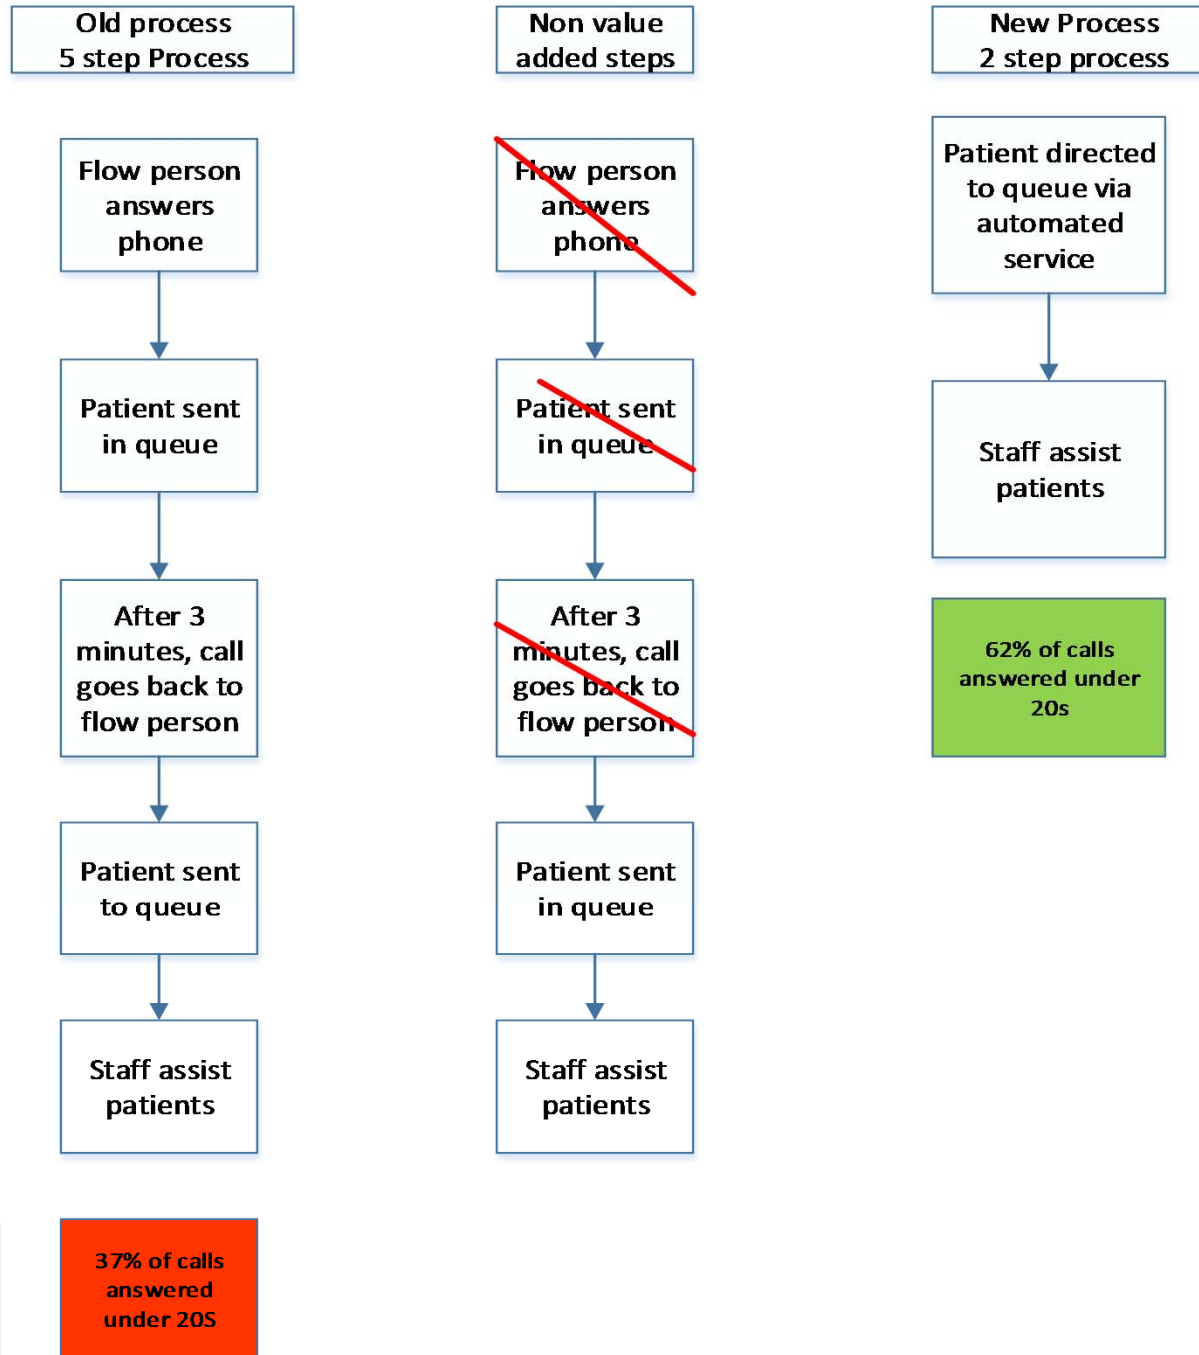 Old process
5 step Process
Flow person
answers
phone
Patient sent
in queue
After 3
minutes, call
goes back to
flow person
Patient sent
to queue
Staff assist
patients
37% of calls
answered
under 20S
Non value
added steps
Flow person
answers
phone
Patient sent
in queue
After 3
minutes, call
goes back to
flow person
Patient sent
in queue
Staff assist
patients
New Process
2 step process
Patient directed
to queue via
automated
service
Staff assist
patients
62% of calls
answered under
20s